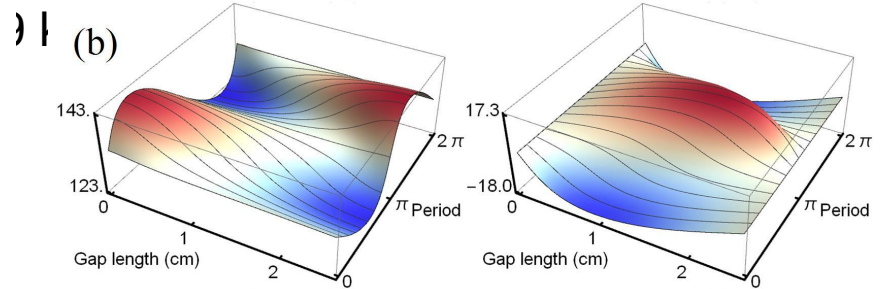 (b)
143.
123.
0
1
2
Gap length (cm)
0
π
2 π
Period
17.3
-18.0
0
1
2
Gap length (cm)
0
π
2 π
Period